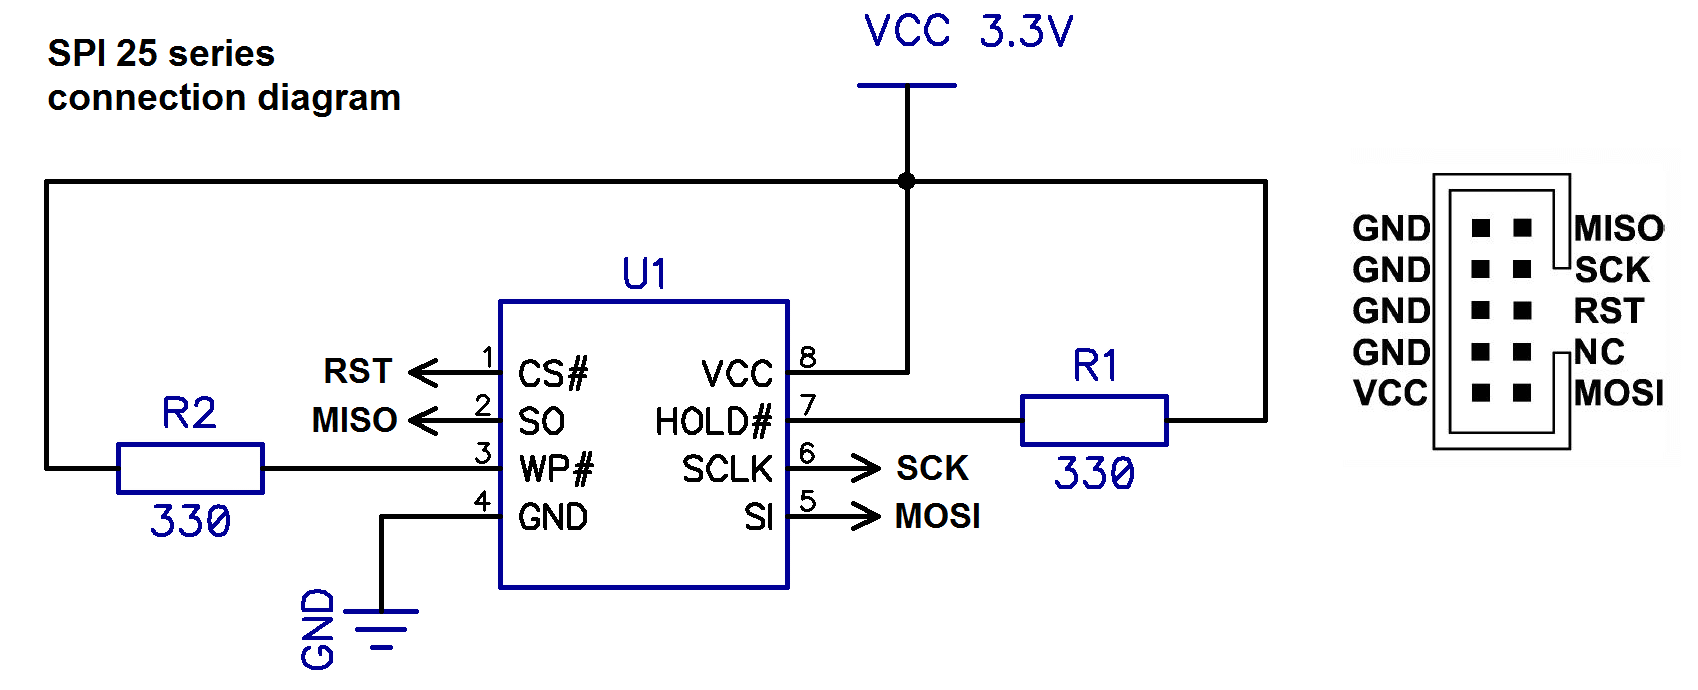 SPI 25 series
connection diagram
VCC 3.3V
U1
RST
1
CS#
VCC
8
MISO
2
SO
HOLD#
7
R1
330
R2
330
3
WP#
SCLK
6
SCK
4
GND
SI
5
MOSI
GND
GND MISO
GND SCK
GND RST
GND NC
VCC MOSI